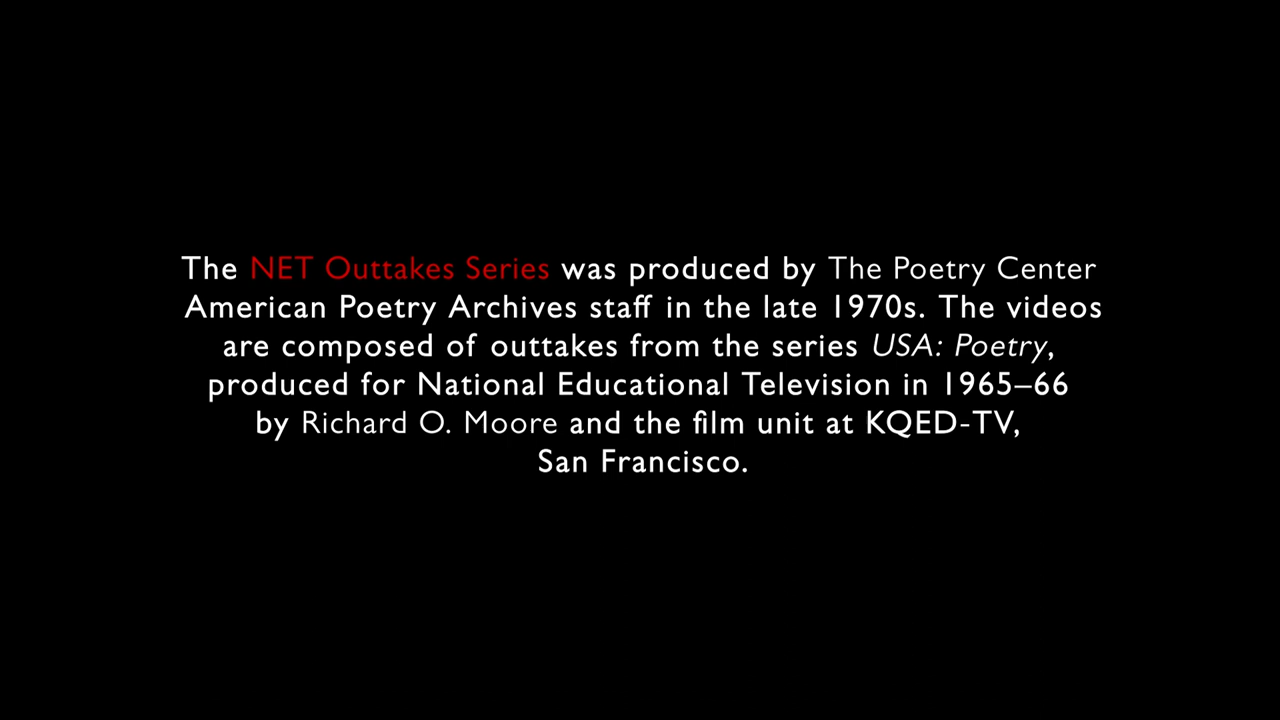 The NET Outtakes Series was produced by The Poetry Center
American Poetry Archives staff in the late 1970s. The videos
are composed of outtakes from the series USA: Poetry,
produced for National Educational Television in 1965–66
by Richard O. Moore and the film unit at KQED-TV,
San Francisco.